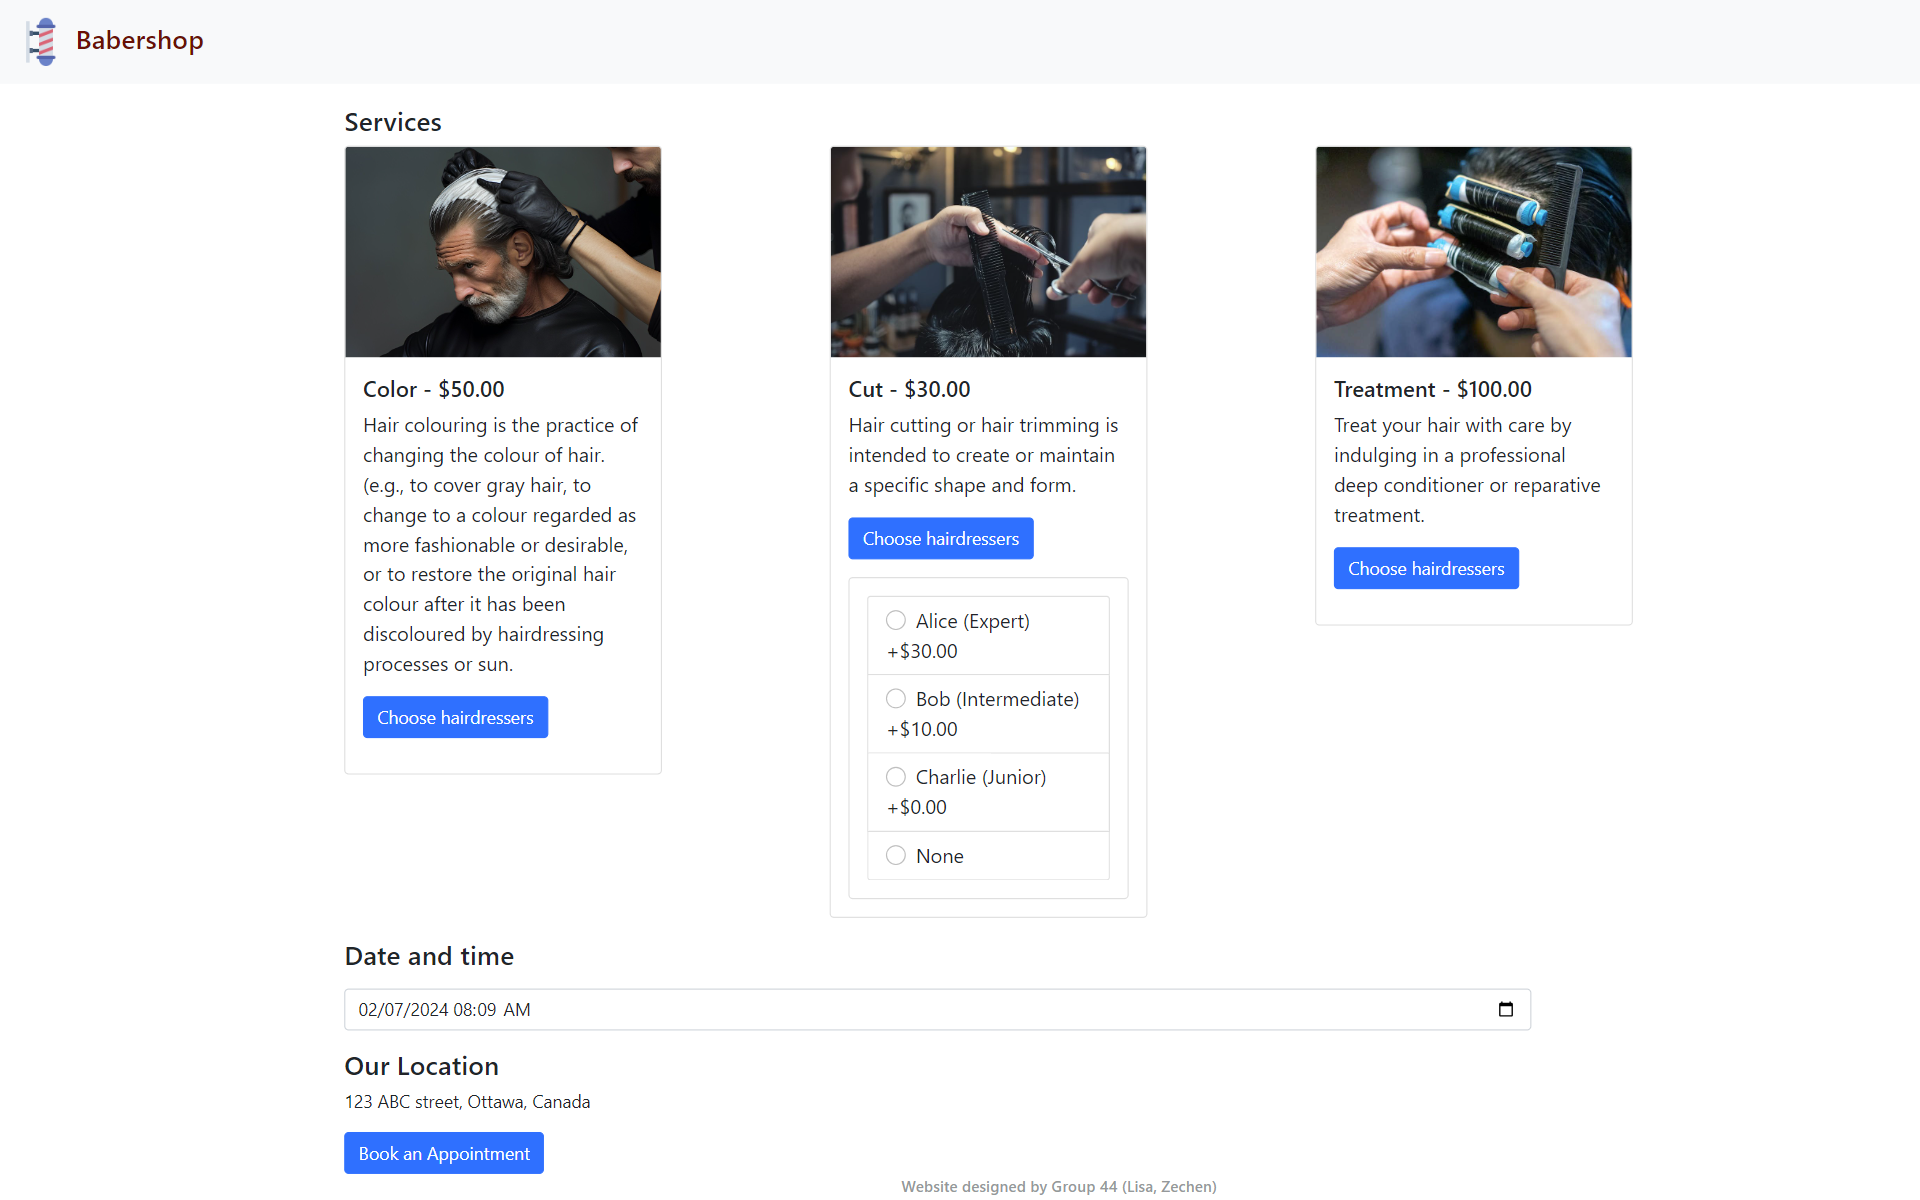 Babershop
Services
Color - $50.00
Hair colouring is the practice of
changing the colour of hair.
(e.g., to cover gray hair, to
change to a colour regarded as
more fashionable or desirable,
or to restore the original hair
colour after it has been
discoloured by hairdressing
processes or sun.
Choose hairdressers
Cut - $30.00
Hair cutting or hair trimming is
intended to create or maintain
a specific shape and form.
Choose hairdressers
Alice (Expert)
+$30.00
Bob (Intermediate)
+$10.00
Charlie (Junior)
+$0.00
None
Treatment - $100.00
Treat your hair with care by
indulging in a professional
deep conditioner or reparative
treatment.
Choose hairdressers
Date and time
02/07/2024 08:09 AM
Our Location
123 ABC street, Ottawa, Canada
Book an Appointment
Website designed by Group 44 (Lisa, Zechen)